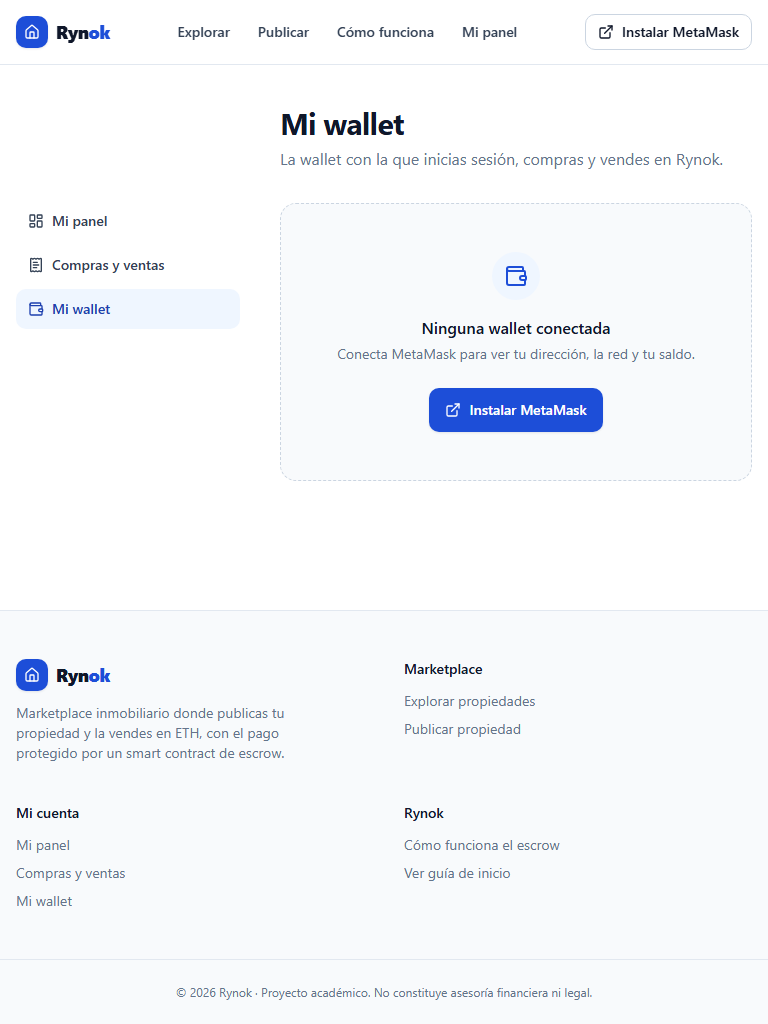 Rynok
Explorar
Publicar
Cómo funciona
Mi panel
Instalar MetaMask
Mi wallet
La wallet con la que inicias sesión, compras y vendes en Rynok.
Mi panel
Compras y ventas
Mi wallet
Ninguna wallet conectada
Conecta MetaMask para ver tu dirección, la red y tu saldo.
Instalar MetaMask
Rynok
Marketplace inmobiliario donde publicas tu
propiedad y la vendes en ETH, con el pago
protegido por un smart contract de escrow.
Marketplace
Explorar propiedades
Publicar propiedad
Mi cuenta
Mi panel
Compras y ventas
Mi wallet
Rynok
Cómo funciona el escrow
Ver guía de inicio
© 2026 Rynok · Proyecto académico. No constituye asesoría financiera ni legal.